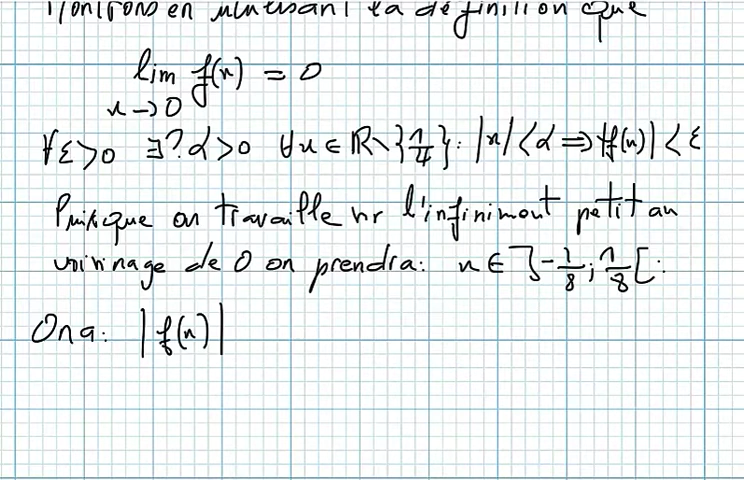 Montrons en utilisant la définition que
lim f(x) = 0
x→0
∀ε>0 ∃?α>0 ∀x∈ℝ∖{1/4}: |x|<α ⇒ |f(x)|<ε
Puisque on travaille sur l'infiniment petit au
voisinage de 0 on prendra: x∈]-1/8;1/8[:
On a: |f(x)|